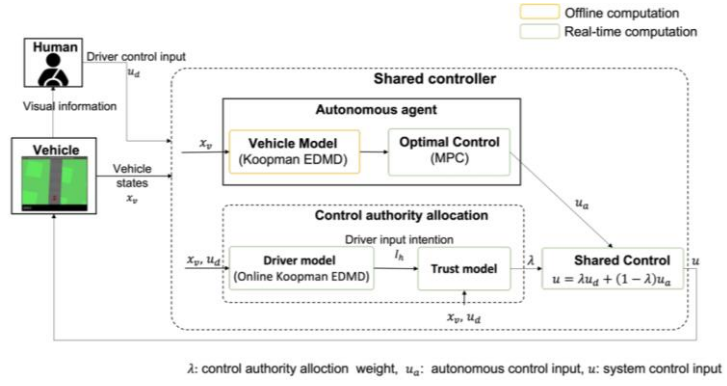 Offline computation
Real-time computation
Human
Driver control input
u_d
Visual information
Shared controller
Autonomous agent
Vehicle
x_v
Vehicle Model
(Koopman EDMD)
Optimal Control
(MPC)
Vehicle
states
x_v
u_a
Control authority allocation
Driver input intention
I_h
x_v, u_d
Driver model
(Online Koopman EDMD)
Trust model
λ
Shared Control
u = λu_d + (1 − λ)u_a
u
x_v, u_d
λ: control authority alloction weight, u_a: autonomous control input, u: system control input